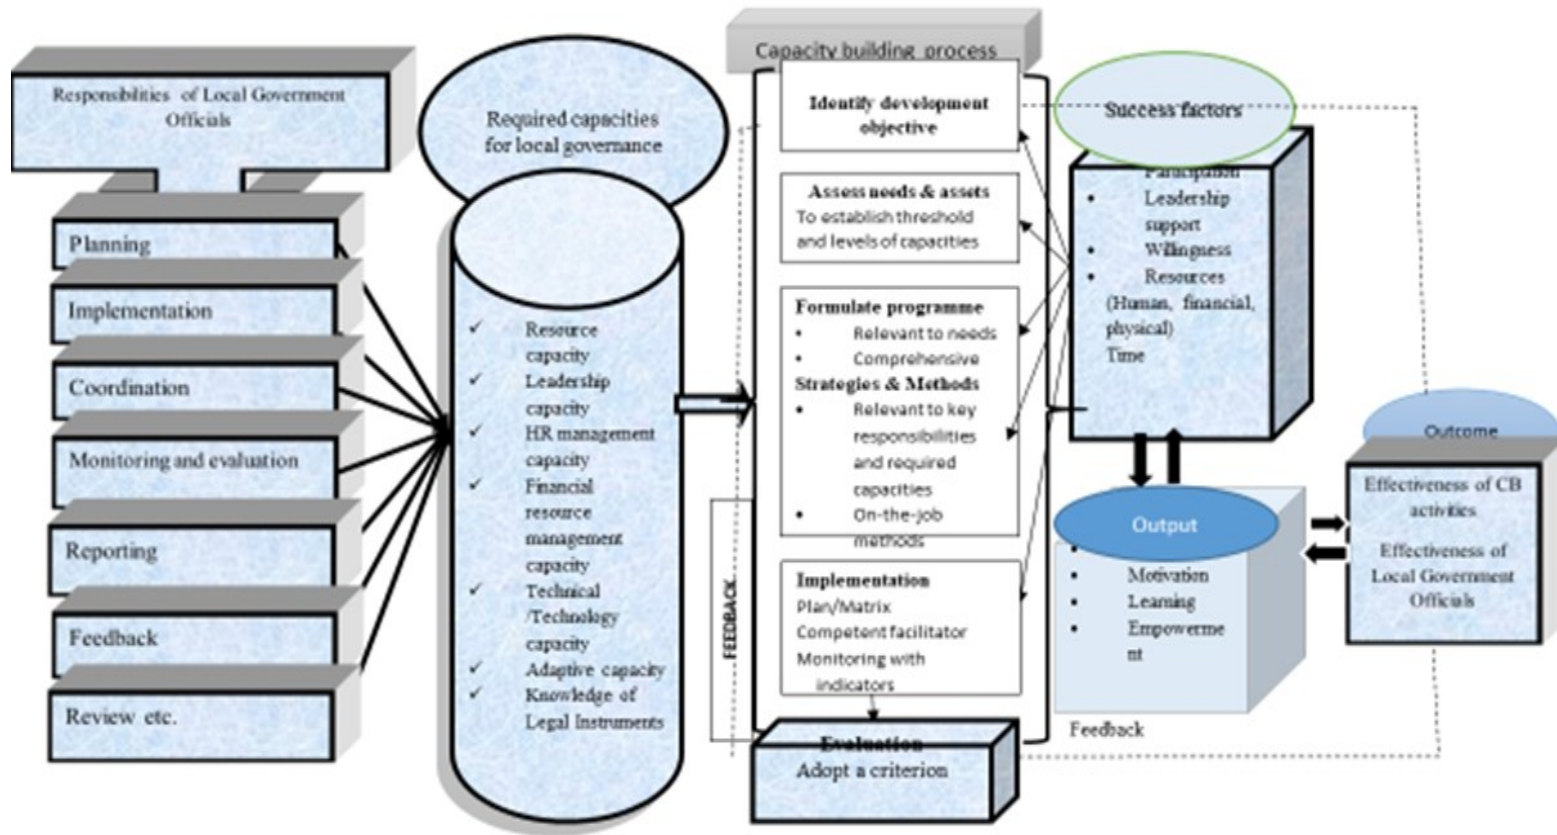 Responsibilities of Local Government
Officials
Planning
Implementation
Coordination
Monitoring and evaluation
Reporting
Feedback
Review etc.
Required capacities
for local governance
✓ Resource
capacity
✓ Leadership
capacity
✓ HR management
capacity
✓ Financial
resource
management
capacity
✓ Technical
/Technology
capacity
✓ Adaptive capacity
✓ Knowledge of
Legal Instruments
Capacity building process
Identify development
objective
Assess needs & assets
To establish threshold
and levels of capacities
Formulate programme
• Relevant to needs
• Comprehensive
Strategies & Methods
• Relevant to key
responsibilities
and required
capacities
• On-the-job
methods
Implementation
Plan/Matrix
Competent facilitator
Monitoring with
indicators
FEEDBACK
Evaluation
Adopt a criterion
Success factors
Participation
• Leadership
support
• Willingness
• Resources
(Human, financial,
physical)
Time
Output
• Motivation
• Learning
• Empowerme
nt
Feedback
Outcome
Effectiveness of CB
activities
Effectiveness of
Local Government
Officials